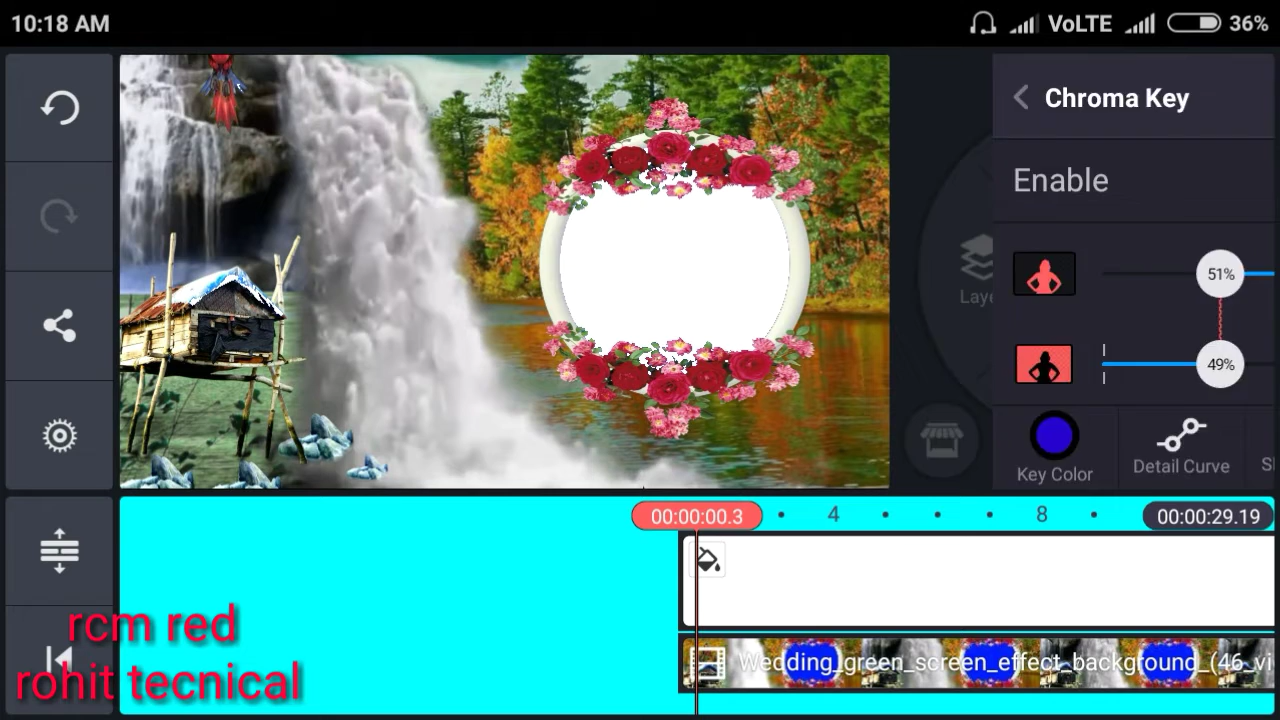 10:18 AM
VoLTE
36%
Chroma Key
Enable
51%
49%
Key Color
Detail Curve
00:00:00.3
4
8
00:00:29.19
Wedding_green_screen_effect_background_(46_vi
rcm red
rohit tecnical